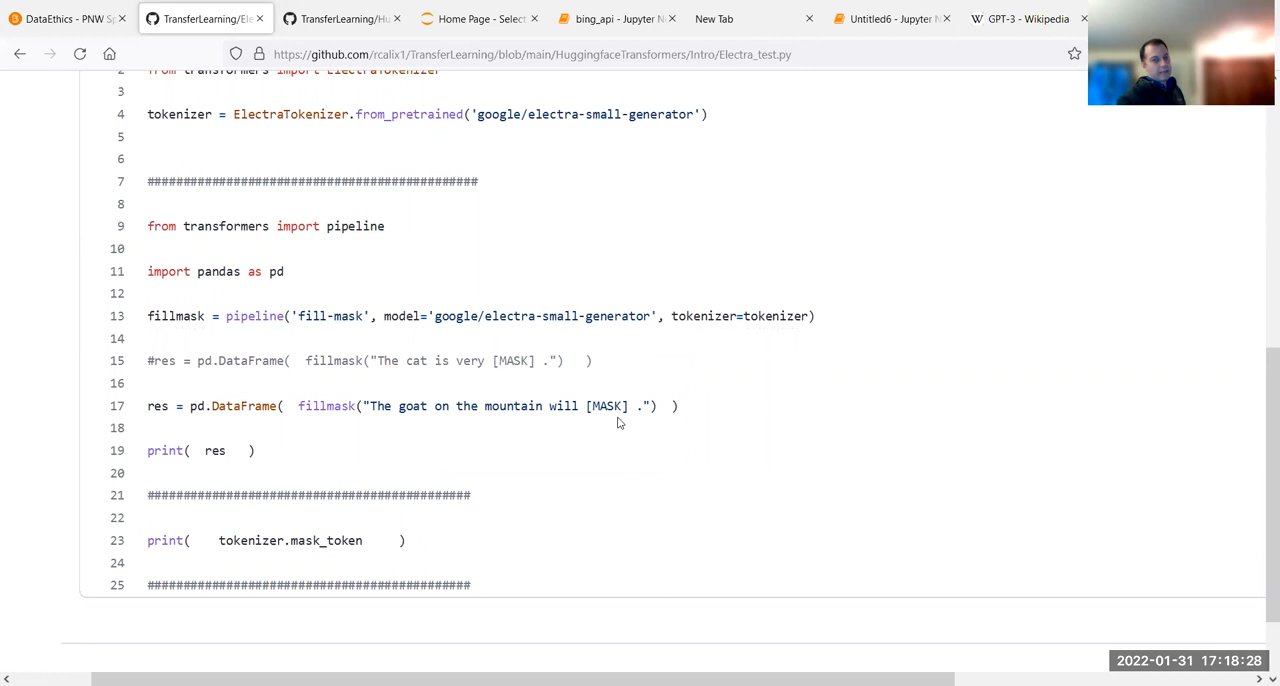 DataEthics - PNW Sp
TransferLearning/Ele
TransferLearning/Hu
Home Page - Select
bing_api - Jupyter N
New Tab
Untitled6 - Jupyter N
GPT-3 - Wikipedia
https://github.com/rcalix1/TransferLearning/blob/main/HuggingfaceTransformers/Intro/Electra_test.py
2 from transformers import ElectraTokenizer
3
4 tokenizer = ElectraTokenizer.from_pretrained('google/electra-small-generator')
5
6
7 ##############################################
8
9 from transformers import pipeline
10
11 import pandas as pd
12
13 fillmask = pipeline('fill-mask', model='google/electra-small-generator', tokenizer=tokenizer)
14
15 #res = pd.DataFrame(  fillmask("The cat is very [MASK] .")   )
16
17 res = pd.DataFrame(  fillmask("The goat on the mountain will [MASK] .")  )
18
19 print(  res   )
20
21 #############################################
22
23 print(    tokenizer.mask_token     )
24
25 #############################################
2022-01-31 17:18:28